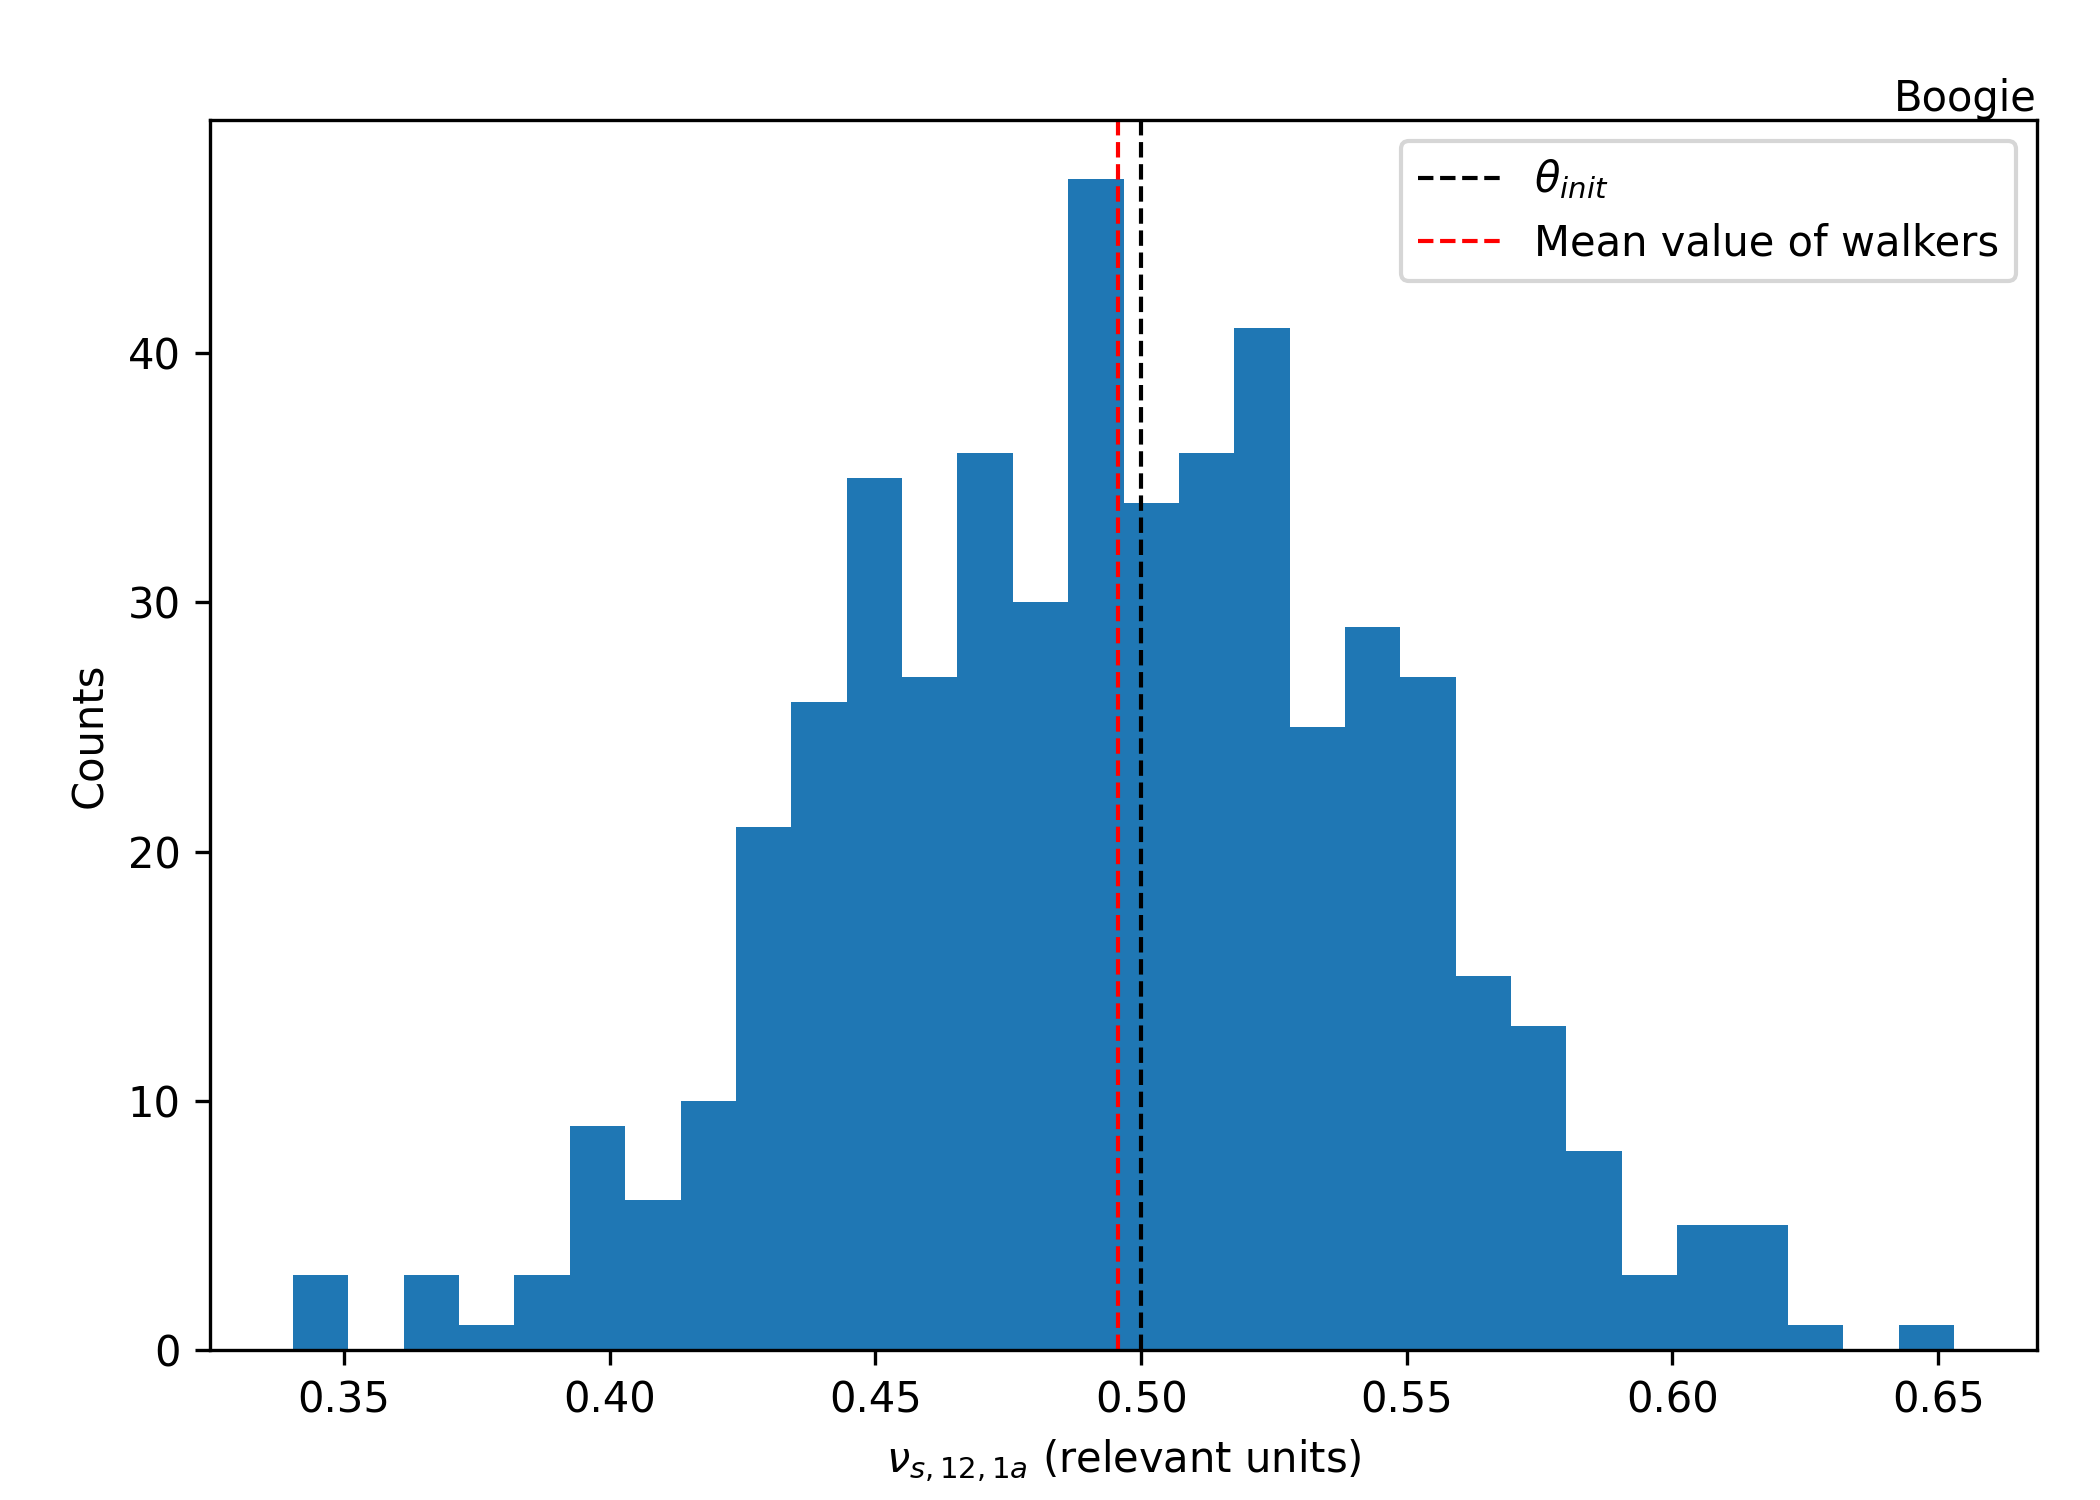 Boogie
θ_init
Mean value of walkers
40
30
20
10
0
Counts
0.35 0.40 0.45 0.50 0.55 0.60 0.65
ν_s,12,1a (relevant units)